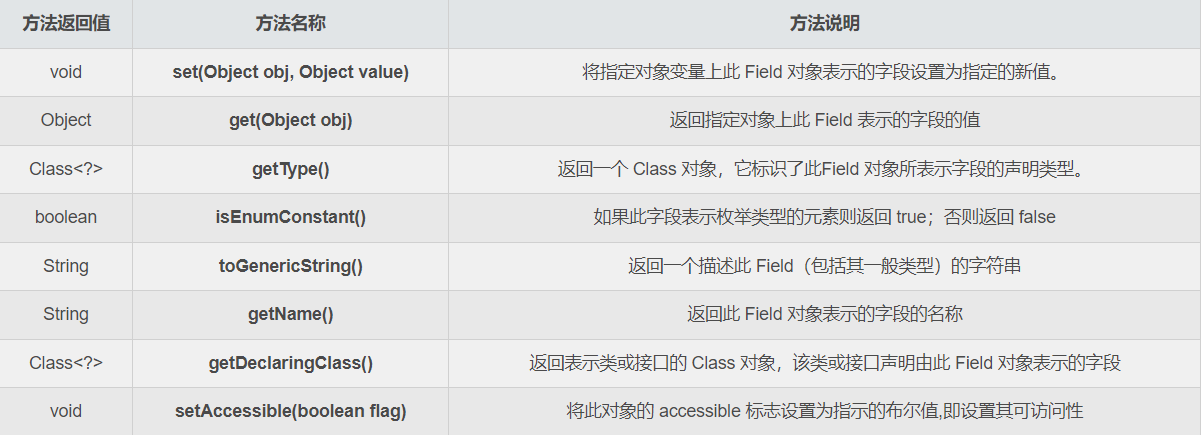 方法返回值 方法名称 方法说明
void set(Object obj, Object value) 将指定对象变量上此 Field 对象表示的字段设置为指定的新值。
Object get(Object obj) 返回指定对象上此 Field 表示的字段的值
Class<?> getType() 返回一个 Class 对象，它标识了此Field 对象所表示字段的声明类型。
boolean isEnumConstant() 如果此字段表示枚举类型的元素则返回 true；否则返回 false
String toGenericString() 返回一个描述此 Field（包括其一般类型）的字符串
String getName() 返回此 Field 对象表示的字段的名称
Class<?> getDeclaringClass() 返回表示类或接口的 Class 对象，该类或接口声明由此 Field 对象表示的字段
void setAccessible(boolean flag) 将此对象的 accessible 标志设置为指示的布尔值,即设置其可访问性